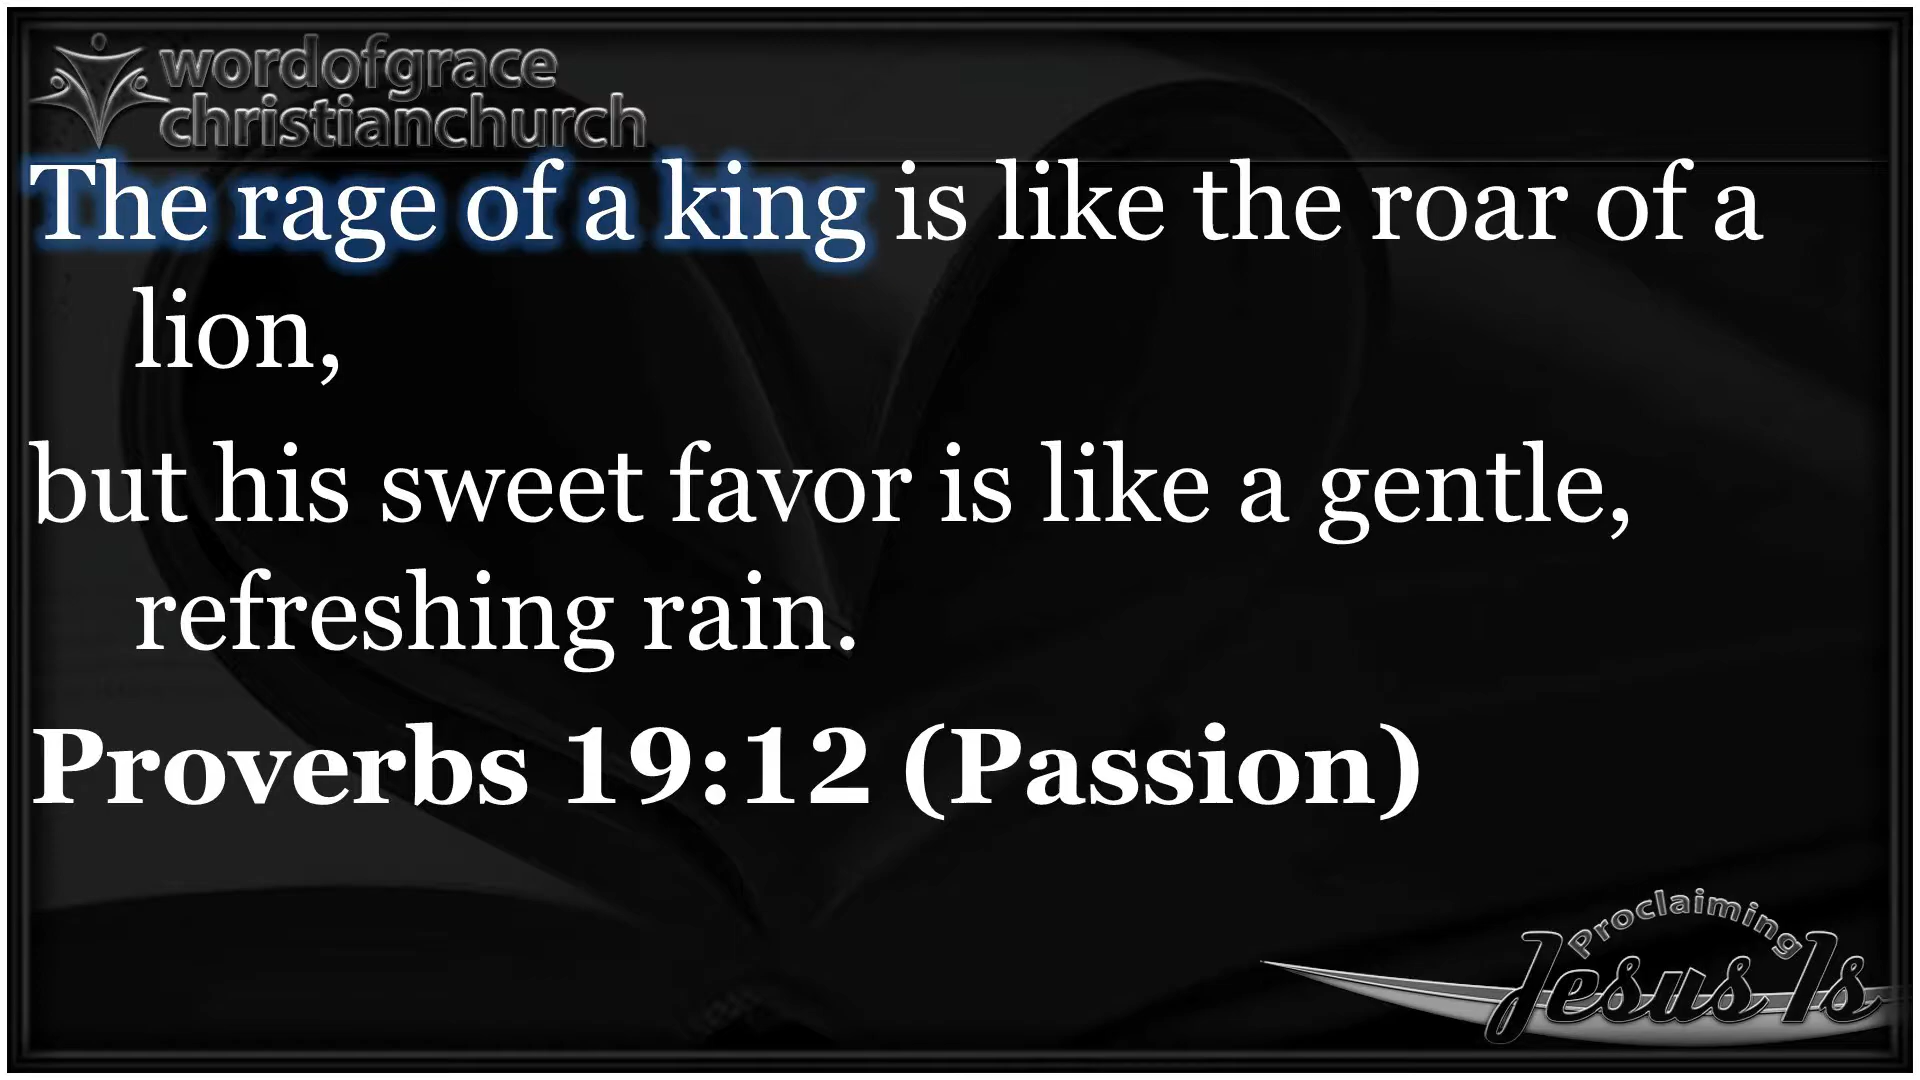 wordofgrace
christianchurch
The rage of a king is like the roar of a
lion,
but his sweet favor is like a gentle,
refreshing rain.
Proverbs 19:12 (Passion)
Proclaiming
Jesus Is